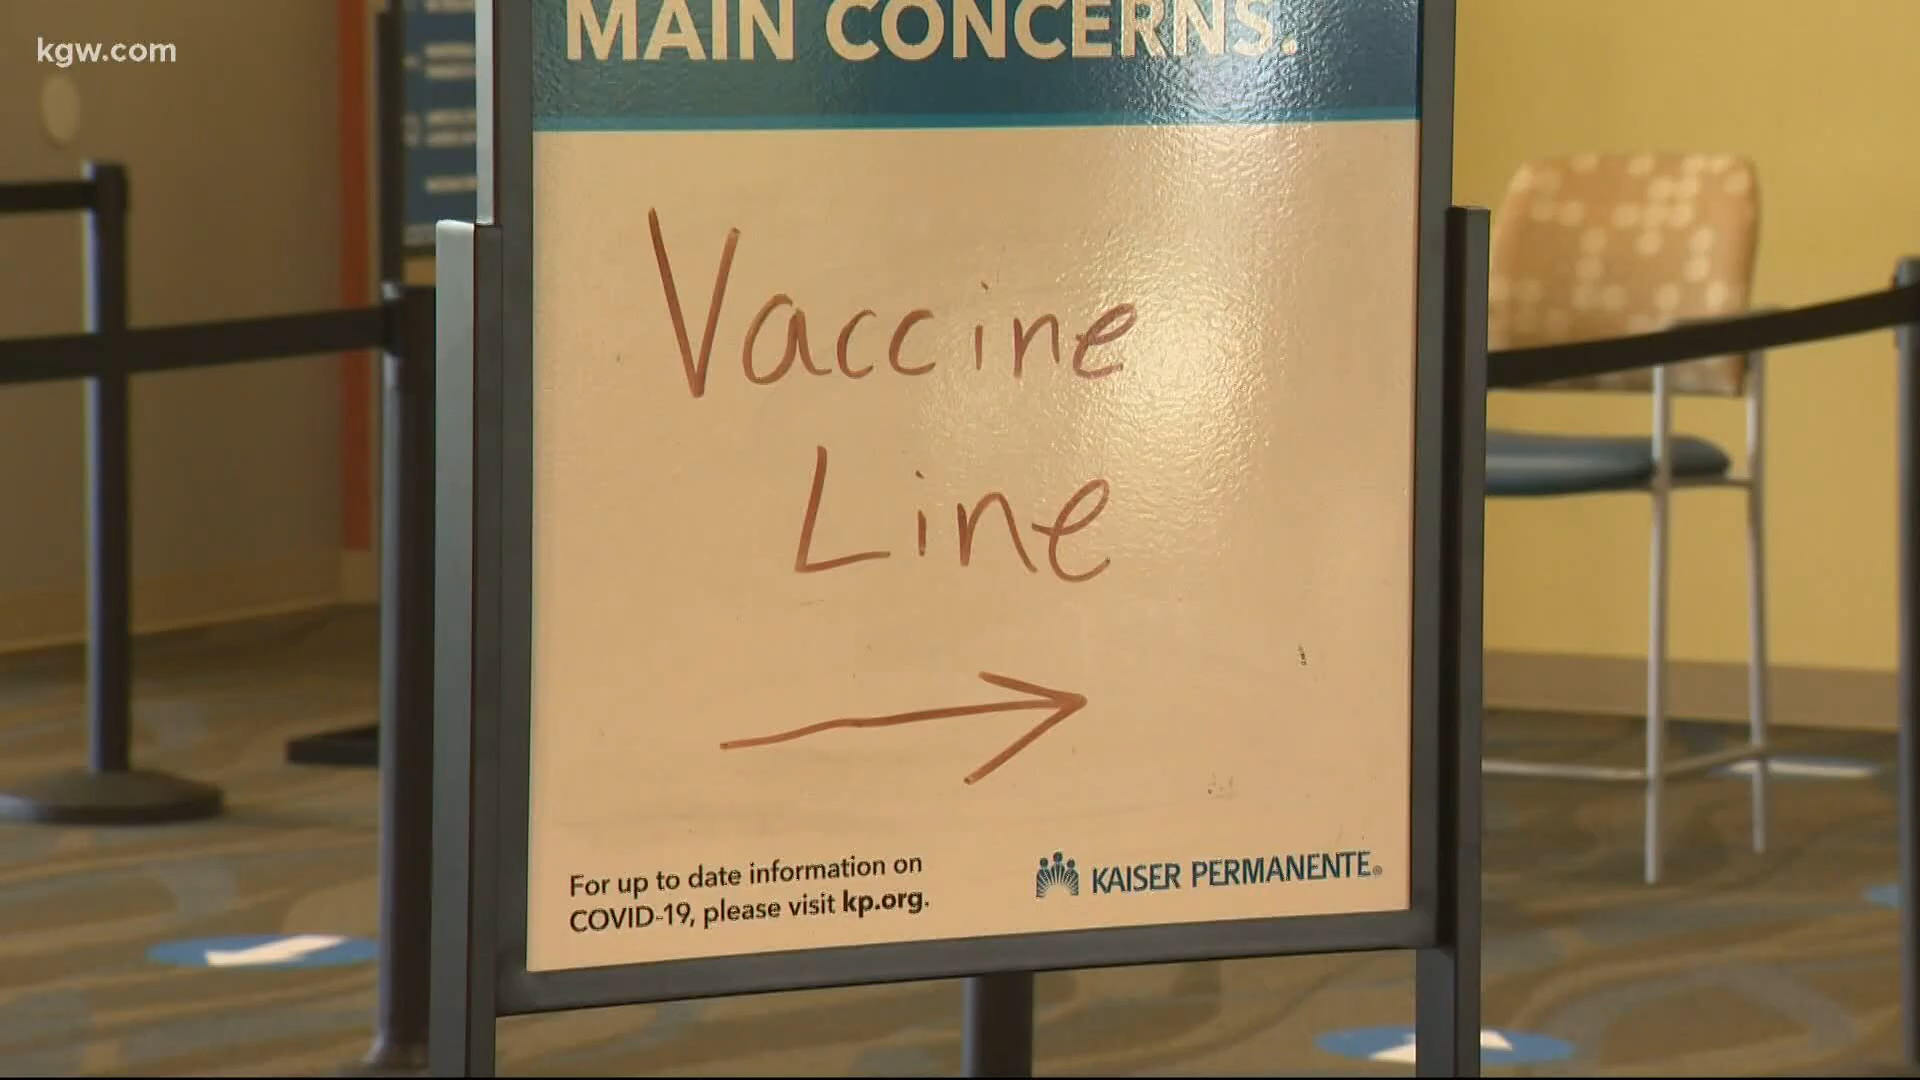 kgw.com
MAIN CONCERNS.
Vaccine
Line
For up to date information on
COVID-19, please visit kp.org.
KAISER PERMANENTE®